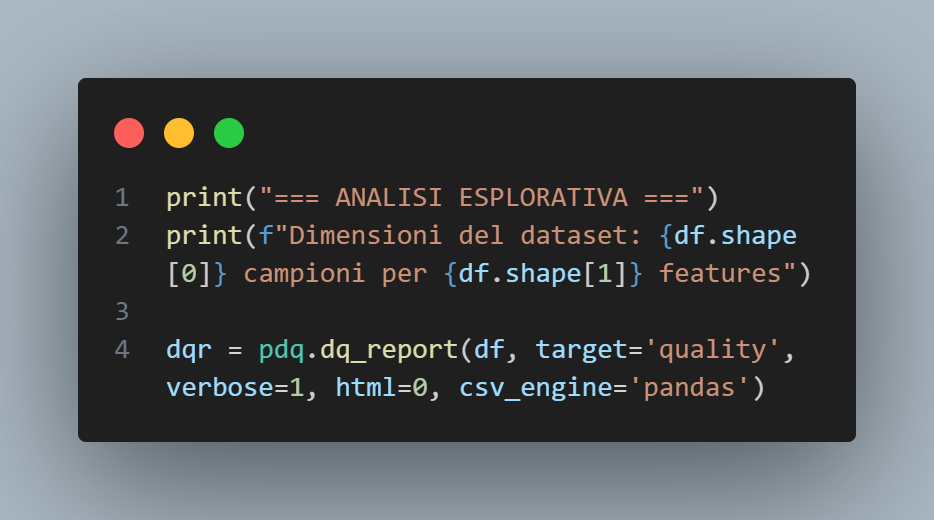 1 print("=== ANALISI ESPLORATIVA ===")
2 print(f"Dimensioni del dataset: {df.shape
[0]} campioni per {df.shape[1]} features")
3
4 dqr = pdq.dq_report(df, target='quality',
verbose=1, html=0, csv_engine='pandas')